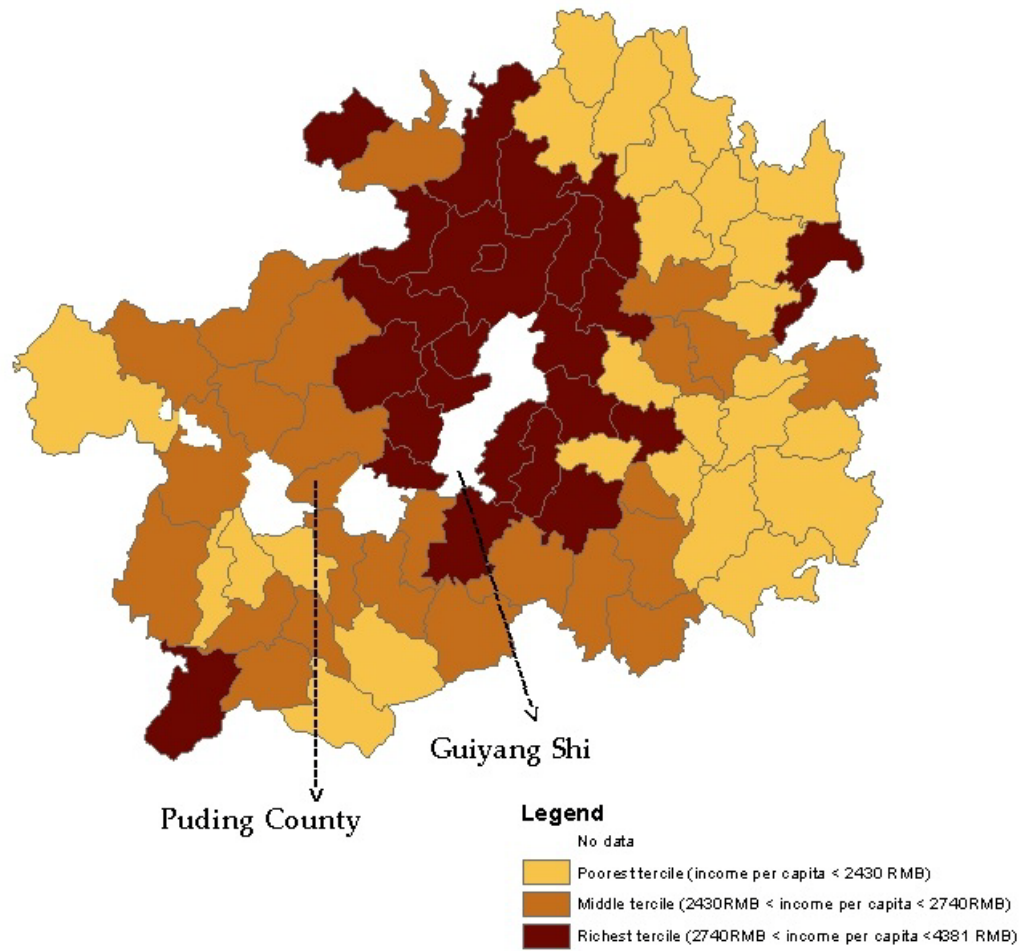 Guiyang Shi
Puding County
Legend
No data
Poorest tercile (income per capita < 2430 RMB)
Middle tercile (2430RMB < income per capita < 2740RMB)
Richest tercile (2740RMB < income per capita <4381 RMB)